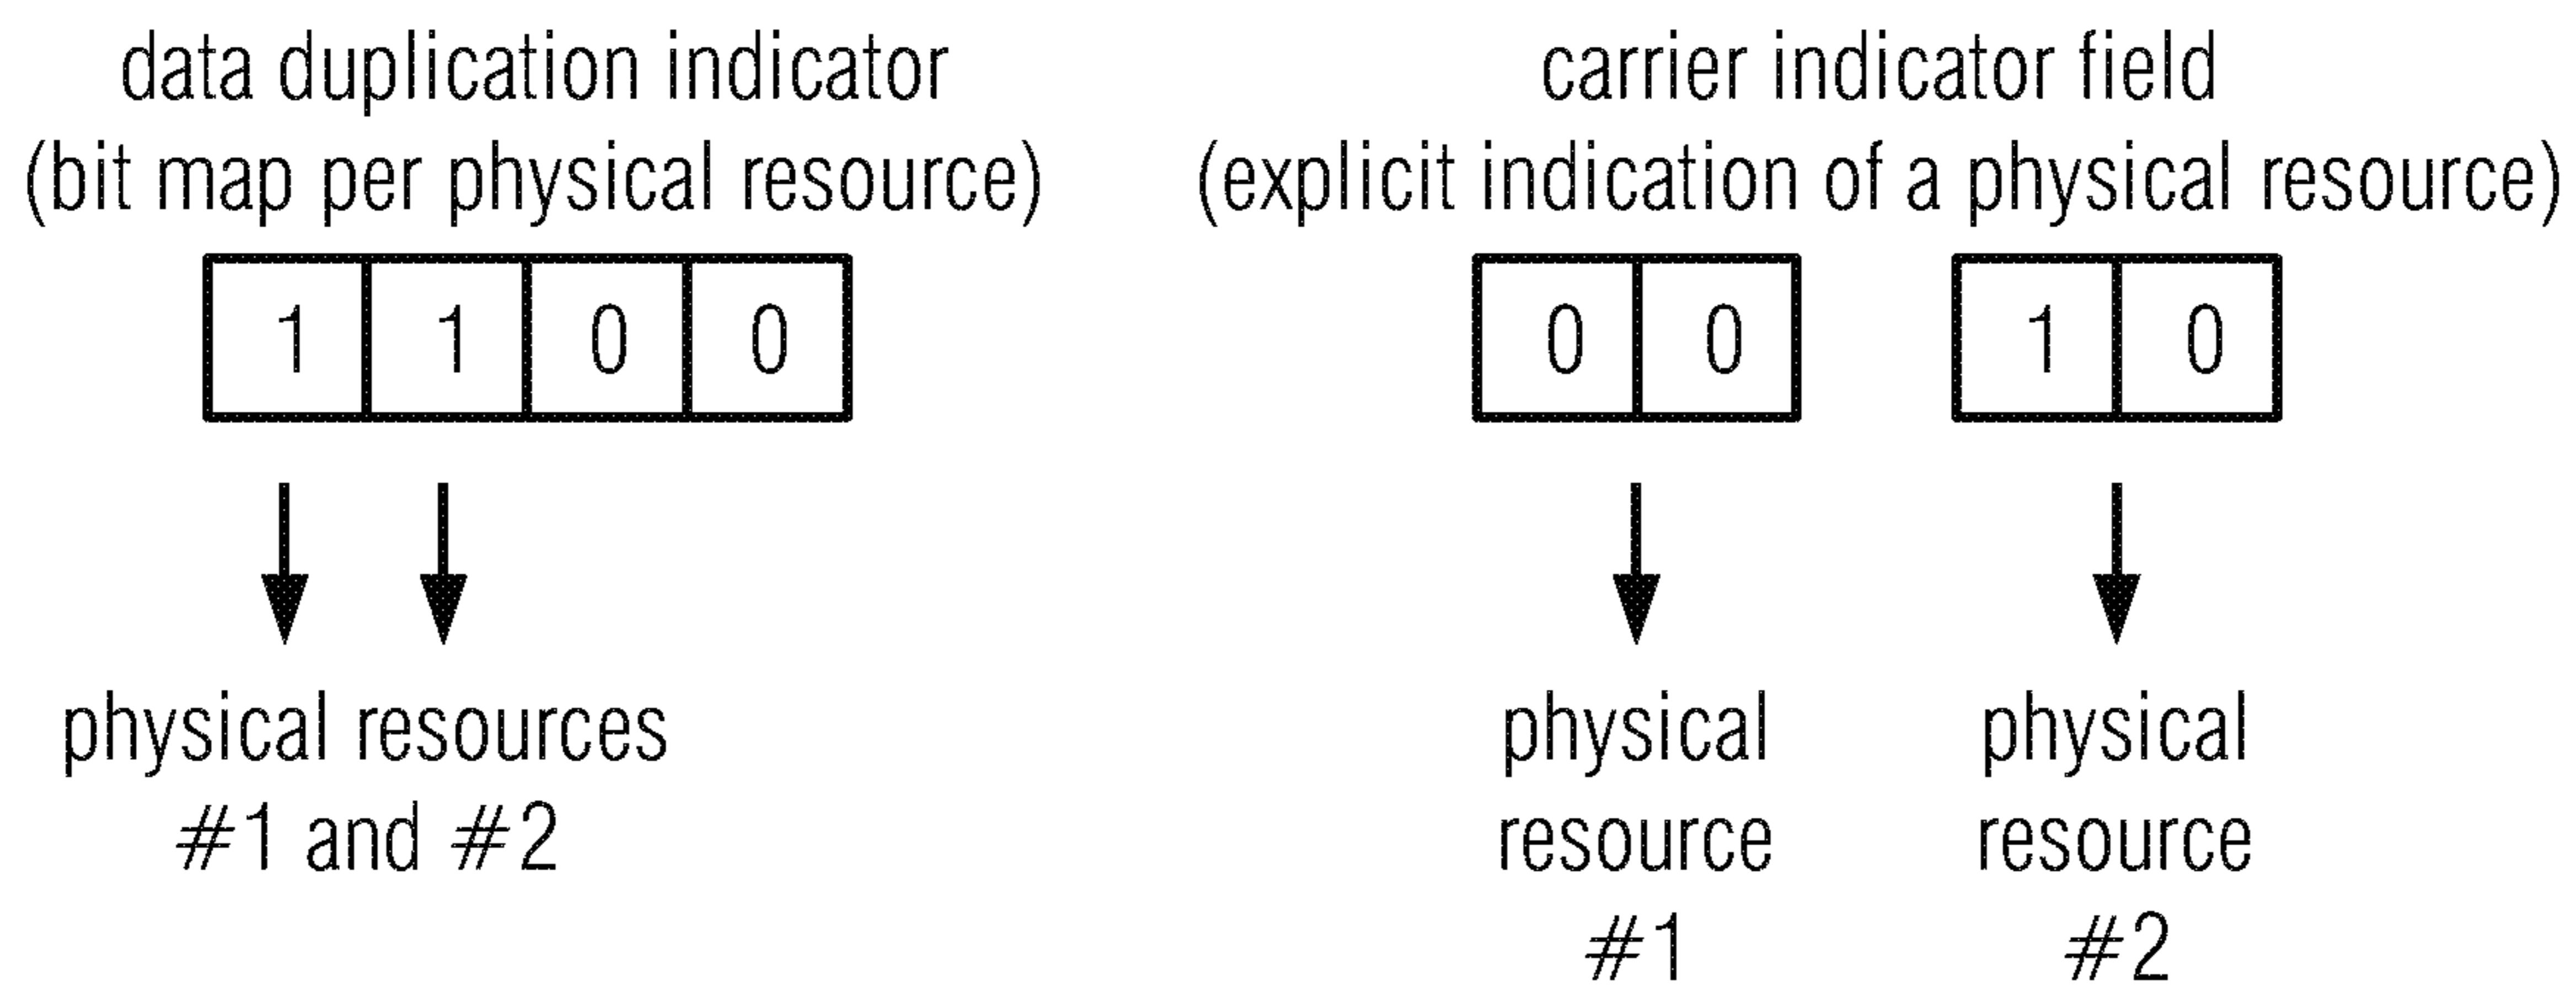 data duplication indicator
(bit map per physical resource)
1 1 0 0
physical resources
#1 and #2
carrier indicator field
(explicit indication of a physical resource)
0 0 1 0
physical
resource
#1
physical
resource
#2